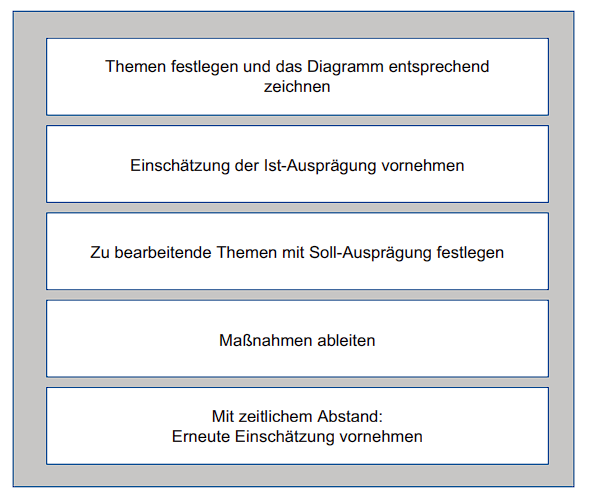 Themen festlegen und das Diagramm entsprechend
zeichnen
Einschätzung der Ist-Ausprägung vornehmen
Zu bearbeitende Themen mit Soll-Ausprägung festlegen
Maßnahmen ableiten
Mit zeitlichem Abstand:
Erneute Einschätzung vornehmen